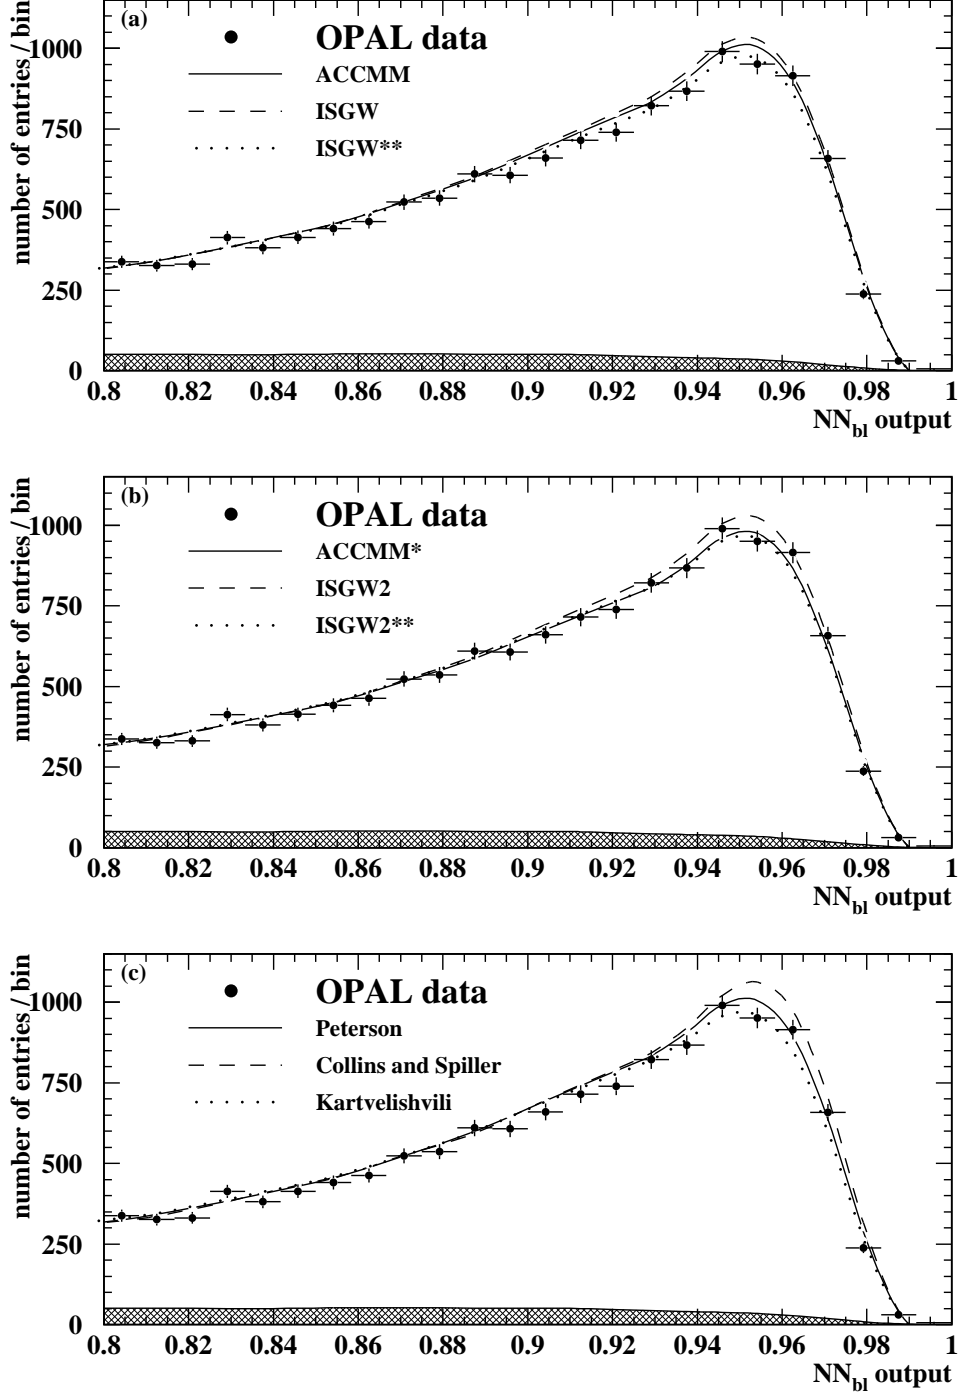 (a)
OPAL data
ACCMM
ISGW
ISGW**
number of entries / bin
1000
750
500
250
0
0.8 0.82 0.84 0.86 0.88 0.9 0.92 0.94 0.96 0.98 1
NNbl output
(b)
OPAL data
ACCMM*
ISGW2
ISGW2**
number of entries / bin
1000
750
500
250
0
0.8 0.82 0.84 0.86 0.88 0.9 0.92 0.94 0.96 0.98 1
NNbl output
(c)
OPAL data
Peterson
Collins and Spiller
Kartvelishvili
number of entries / bin
1000
750
500
250
0
0.8 0.82 0.84 0.86 0.88 0.9 0.92 0.94 0.96 0.98 1
NNbl output